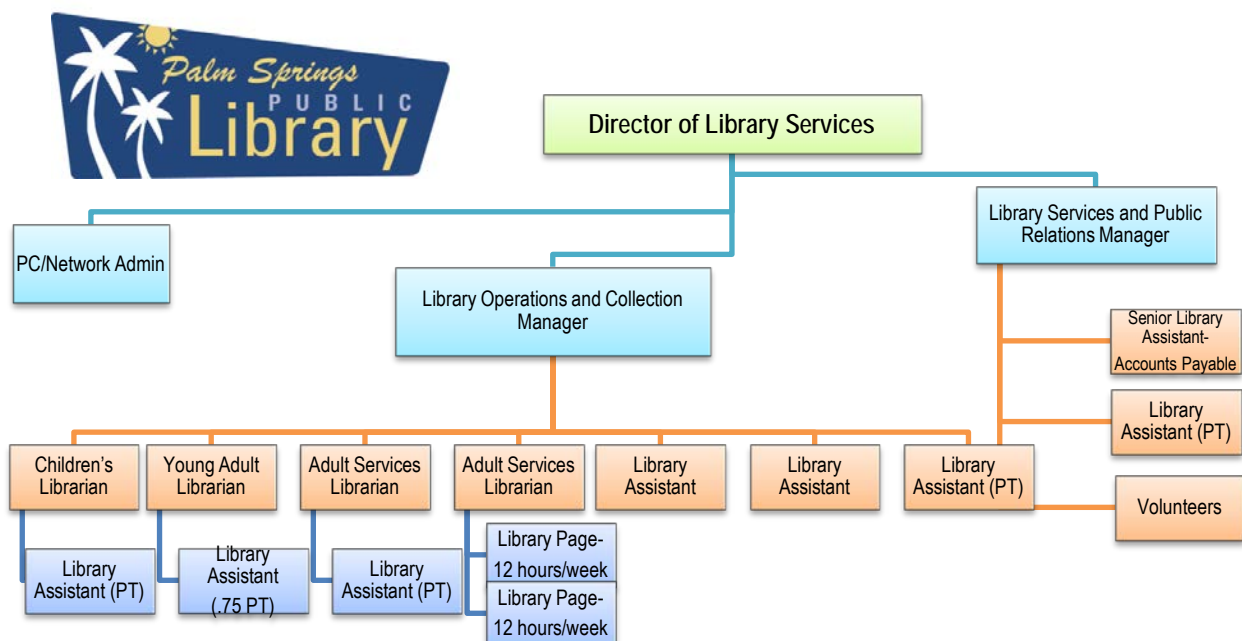 Palm Springs
PUBLIC
Library
Director of Library Services
Library Services and Public
Relations Manager
PC/Network Admin
Library Operations and Collection
Manager
Senior Library
Assistant-
Accounts Payable
Library
Assistant (PT)
Volunteers
Children's
Librarian
Young Adult
Librarian
Adult Services
Librarian
Adult Services
Librarian
Library
Assistant
Library
Assistant
Library
Assistant (PT)
Library
Assistant (PT)
Library
Assistant
(.75 PT)
Library
Assistant (PT)
Library Page-
12 hours/week
Library Page-
12 hours/week